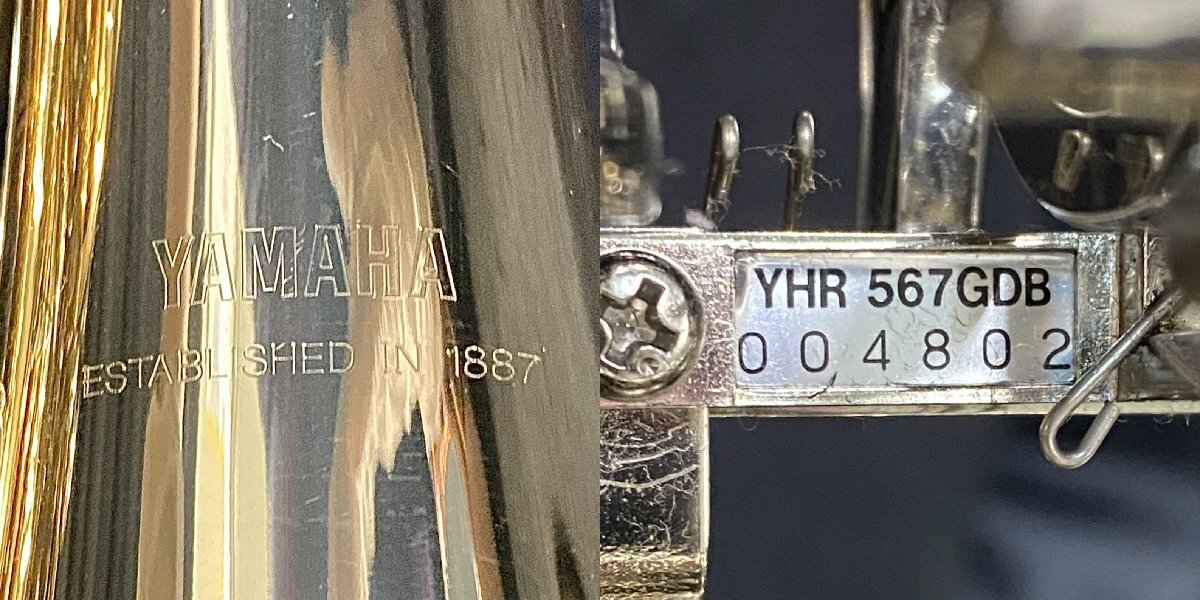 YAMAHA
ESTABLISHED IN 1887
YHR 567GDB
004802